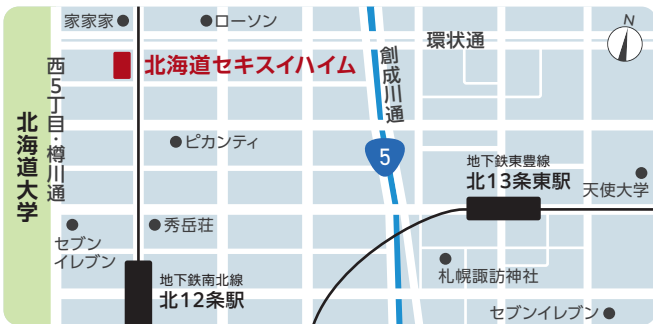 家家家
ローソン
N
環状通
北海道セキスイハイム
西5丁目・樽川通
創成川通
北海道大学
ピカンティ
5
地下鉄東豊線
北13条東駅
天使大学
秀岳荘
セブン
イレブン
札幌諏訪神社
地下鉄南北線
北12条駅
セブンイレブン